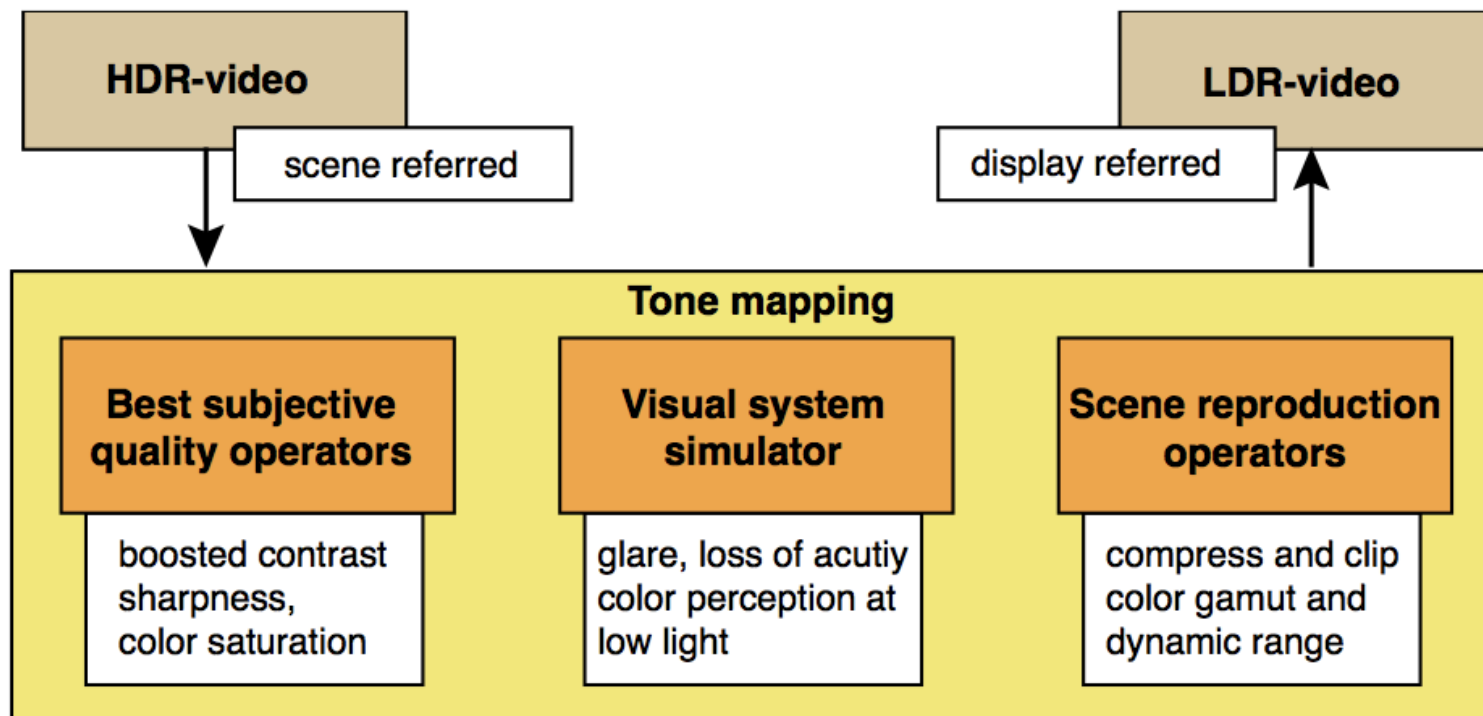 HDR-video
scene referred
LDR-video
display referred
Tone mapping
Best subjective
quality operators
boosted contrast
sharpness,
color saturation
Visual system
simulator
glare, loss of acutiy
color perception at
low light
Scene reproduction
operators
compress and clip
color gamut and
dynamic range